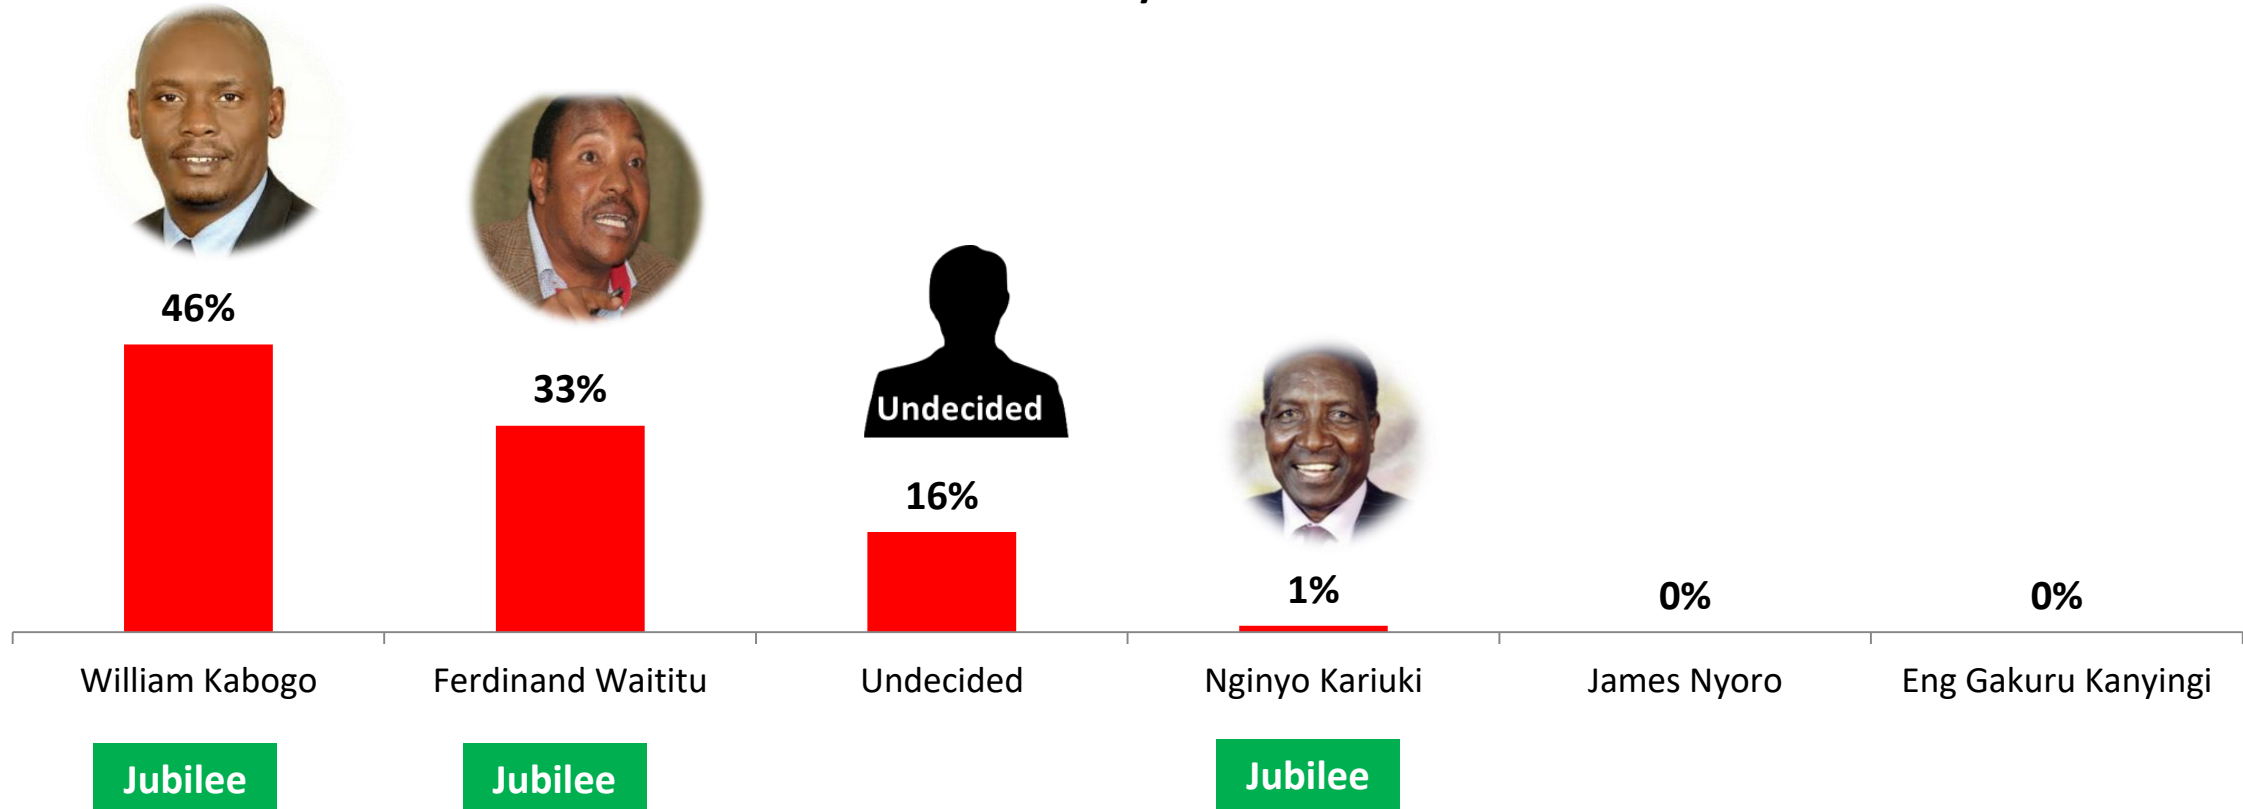 46%
33%
Undecided
16%
1%
0%
0%
William Kabogo
Ferdinand Waititu
Undecided
Nginyo Kariuki
James Nyoro
Eng Gakuru Kanyingi
Jubilee
Jubilee
Jubilee